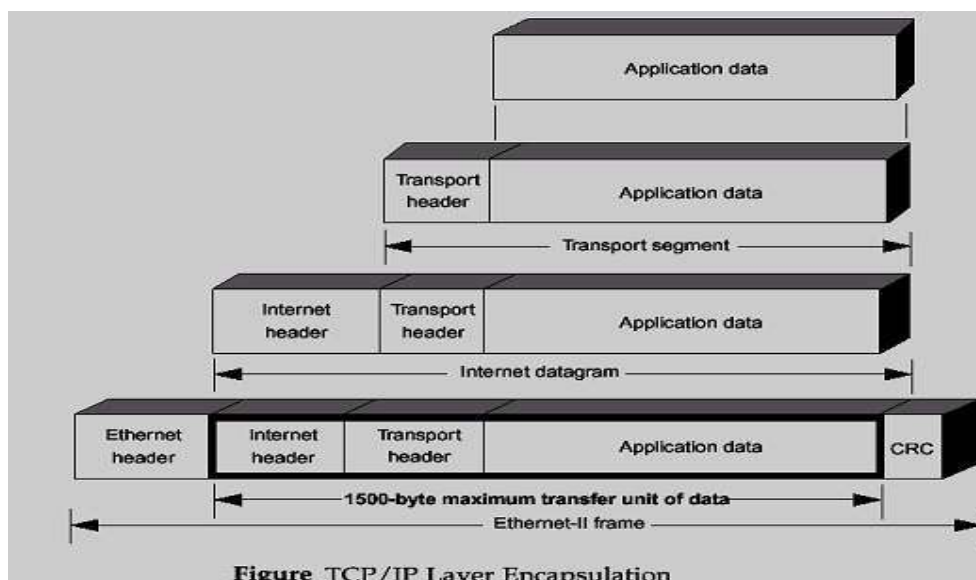 Application data
Transport header
Application data
Transport segment
Internet header
Transport header
Application data
Internet datagram
Ethernet header
Internet header
Transport header
Application data
CRC
1500-byte maximum transfer unit of data
Ethernet-II frame
Figure TCP/IP Layer Encapsulation